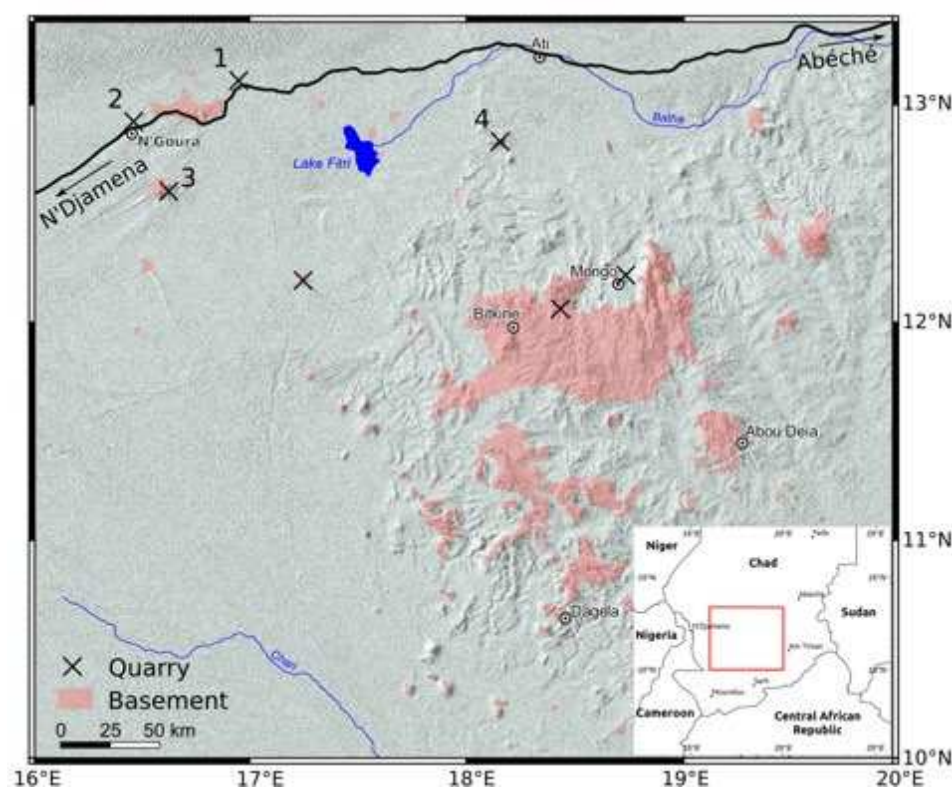 Ati
Abéché
1
13°N
2
4
Batha
N'Goura
Lake Fitri
3
N'Djamena
Mongo
Bitkine
12°N
Abou Deia
11°N
Niger
Chad
Sudan
Nigeria
Cameroon
Central African
Republic
Dagela
Chari
Quarry
Basement
0 25 50 km
10°N
16°E 17°E 18°E 19°E 20°E